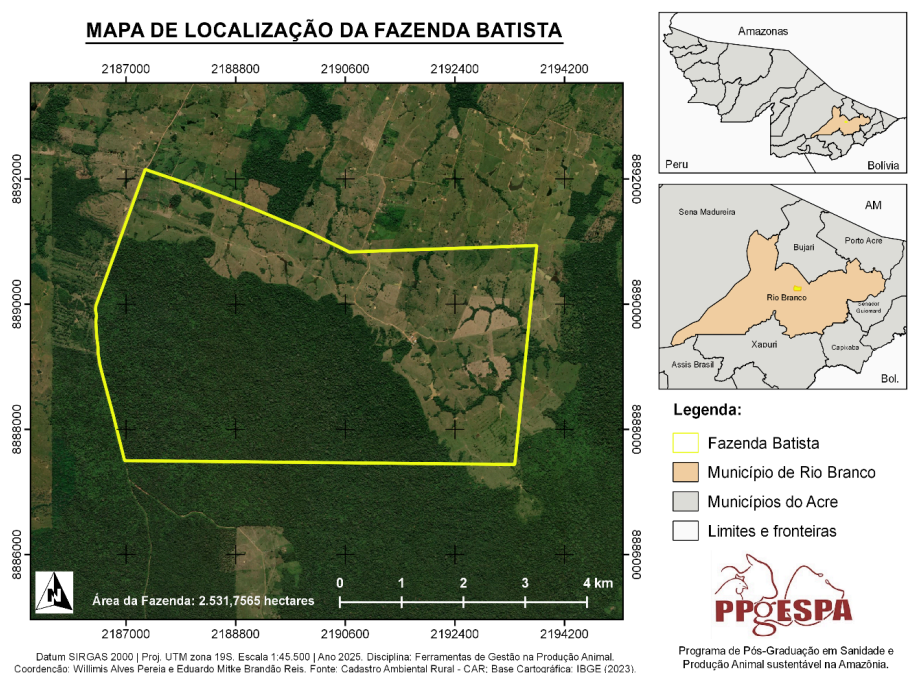 MAPA DE LOCALIZAÇÃO DA FAZENDA BATISTA
2187000 2188800 2190600 2192400 2194200
8892000 8892000
8890000 8890000
8888000 8888000
8886000 8886000
N
Área da Fazenda: 2.531,7565 hectares
0 1 2 3 4 km
2187000 2188800 2190600 2192400 2194200
Datum SIRGAS 2000 | Proj. UTM zona 19S. Escala 1:45.500 | Ano 2025. Disciplina: Ferramentas de Gestão na Produção Animal.
Coordenção: Willimis Alves Pereia e Eduardo Mitke Brandão Reis. Fonte: Cadastro Ambiental Rural - CAR; Base Cartográfica: IBGE (2023).
Amazonas
Peru
Bolívia
AM
Sena Madureira
Bujari
Porto Acre
Rio Branco
Senador
Guiomard
Xapuri
Capixaba
Assis Brasil
Bol.
Legenda:
Fazenda Batista
Município de Rio Branco
Municípios do Acre
Limites e fronteiras
PPgESPA
Programa de Pós-Graduação em Sanidade e
Produção Animal sustentável na Amazônia.